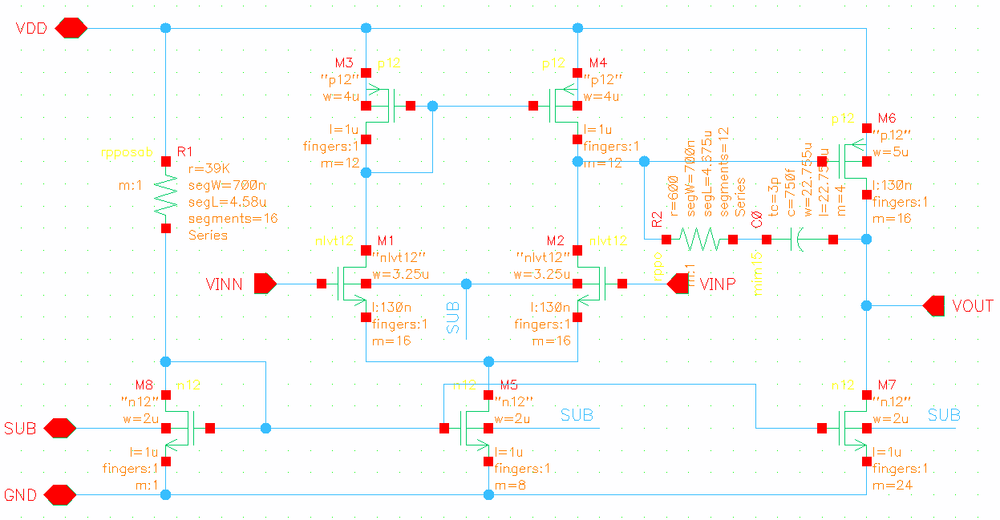 VDD
M3
p12
"p12"
w=4u
l=1u
fingers:1
m=12
p12
M4
"p12"
w=4u
l=1u
fingers:1
m=12
p12
M6
"p12"
w=5u
l:130n
fingers:1
m=16
rpposab
R1
m:1
r=39K
segW=700n
segL=4.58u
segments=16
Series
R2
r=600
segW=700n
segL=4.375u
segments=12
Series
rppo
m:1
C0
tc=3p
c=750f
w=22.755u
l=22.755u
m=4
mim15
nlvt12
M1
"nlvt12"
w=3.25u
l:130n
fingers:1
m=16
M2
nlvt12
"nlvt12"
w=3.25u
l:130n
fingers:1
m=16
VINN
SUB
VINP
VOUT
M8
n12
"n12"
w=2u
l=1u
fingers:1
m:1
n12
M5
"n12"
w=2u
l=1u
fingers:1
m=8
SUB
n12
M7
"n12"
w=2u
l=1u
fingers:1
m=24
SUB
SUB
GND